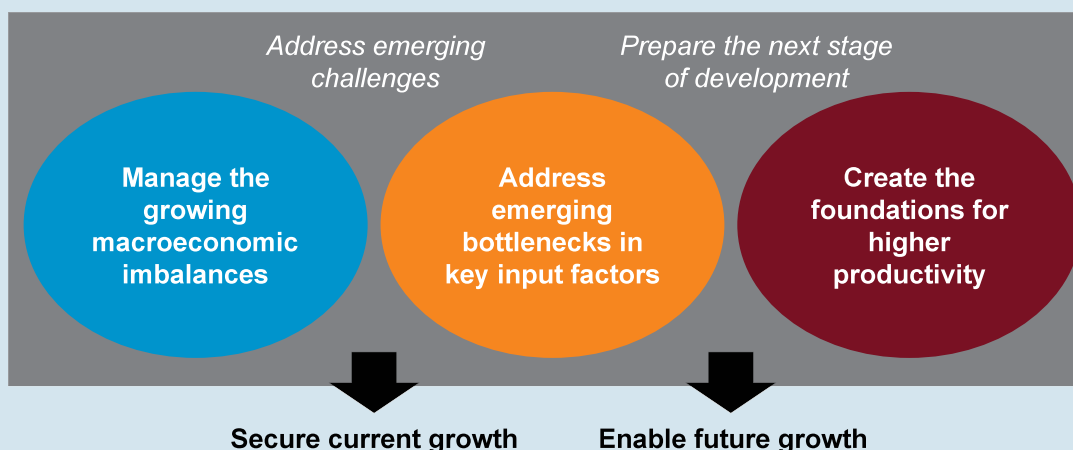 Address emerging
challenges
Prepare the next stage
of development
Manage the
growing
macroeconomic
imbalances
Address
emerging
bottlenecks in
key input factors
Create the
foundations for
higher
productivity
Secure current growth
Enable future growth